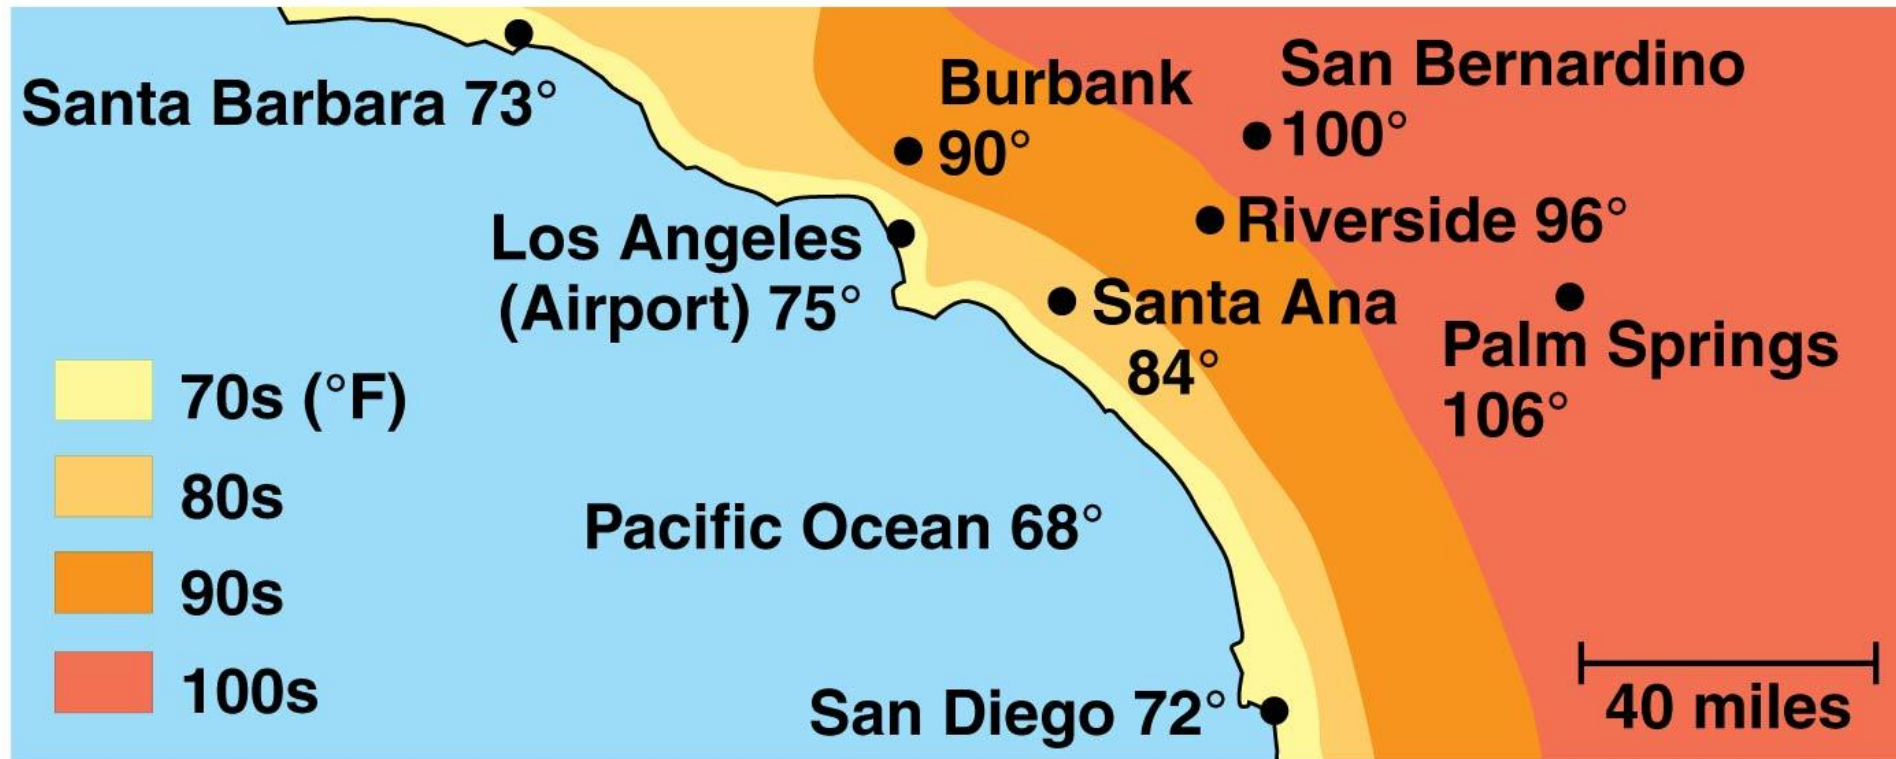 Santa Barbara 73°
Burbank
90°
San Bernardino
100°
Los Angeles
(Airport) 75°
Riverside 96°
Santa Ana
84°
Palm Springs
106°
70s (°F)
80s
90s
100s
Pacific Ocean 68°
San Diego 72°
40 miles